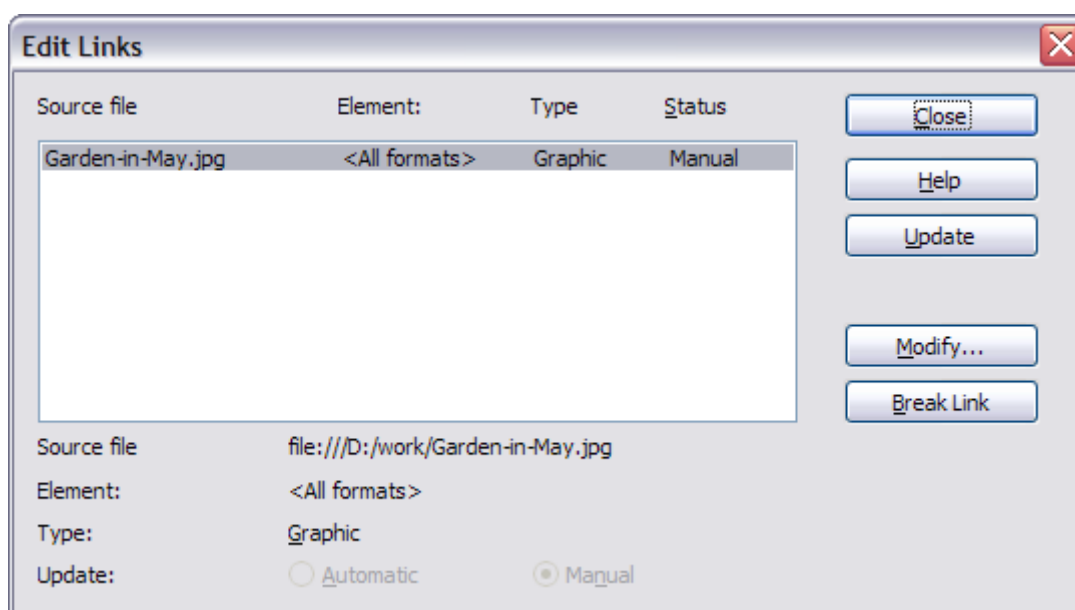 Edit Links
Source file Element: Type Status
Close
Garden-in-May.jpg <All formats> Graphic Manual
Help
Update
Modify...
Break Link
Source file file:///D:/work/Garden-in-May.jpg
Element: <All formats>
Type: Graphic
Update: Automatic Manual